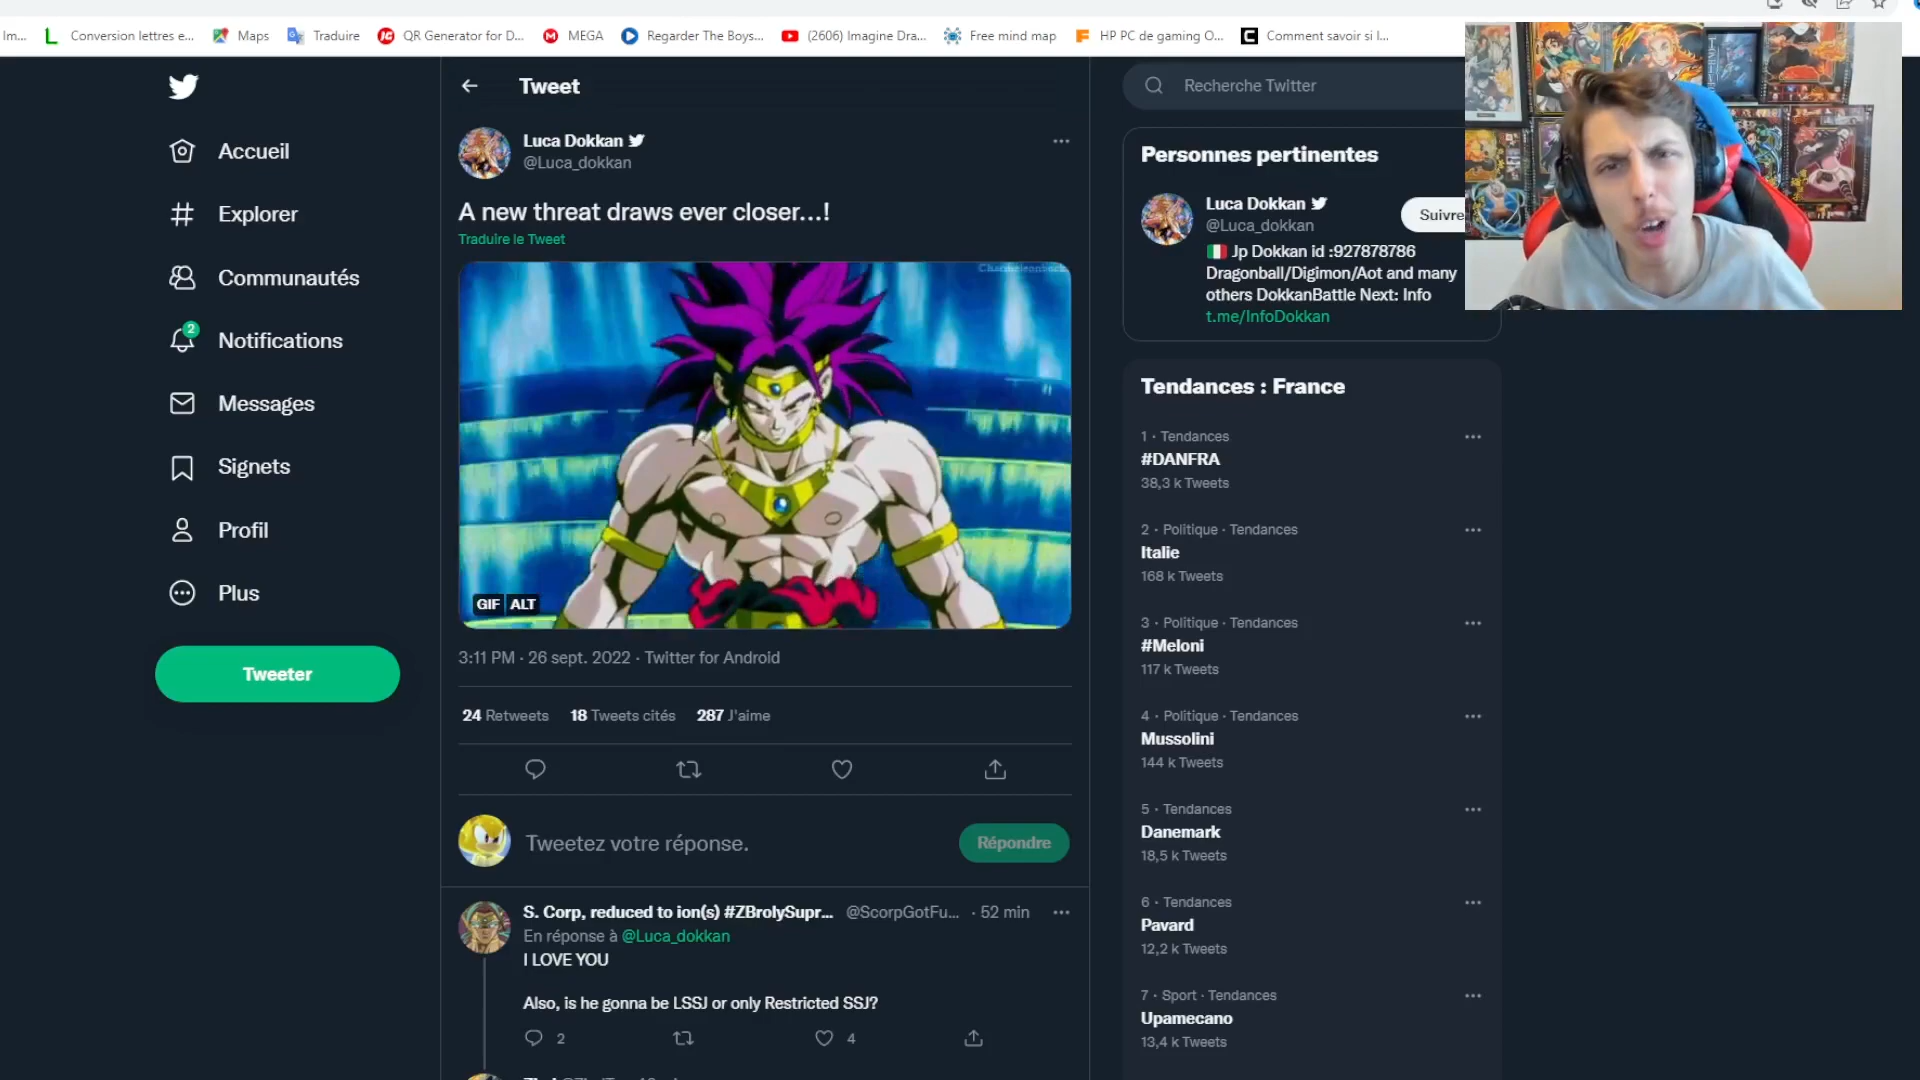 Im...
Conversion lettres e...
Maps
Traduire
QR Generator for D...
MEGA
Regarder The Boys...
(2606) Imagine Dra...
Free mind map
HP PC de gaming O...
Comment savoir si l...
Accueil
Explorer
Communautés
2
Notifications
Messages
Signets
Profil
Plus
Tweeter
Tweet
Luca Dokkan
@Luca_dokkan
A new threat draws ever closer...!
Traduire le Tweet
GIF ALT
3:11 PM · 26 sept. 2022 · Twitter for Android
24 Retweets 18 Tweets cités 287 J'aime
Tweetez votre réponse.
Répondre
S. Corp, reduced to ion(s) #ZBrolySupr... @ScorpGotFu... · 52 min
En réponse à @Luca_dokkan
I LOVE YOU
Also, is he gonna be LSSJ or only Restricted SSJ?
2
4
Recherche Twitter
Personnes pertinentes
Luca Dokkan
@Luca_dokkan
Suivre
Jp Dokkan id :927878786
Dragonball/Digimon/Aot and many
others DokkanBattle Next: Info
t.me/InfoDokkan
Tendances : France
1 · Tendances
#DANFRA
38,3 k Tweets
2 · Politique · Tendances
Italie
168 k Tweets
3 · Politique · Tendances
#Meloni
117 k Tweets
4 · Politique · Tendances
Mussolini
144 k Tweets
5 · Tendances
Danemark
18,5 k Tweets
6 · Tendances
Pavard
12,2 k Tweets
7 · Sport · Tendances
Upamecano
13,4 k Tweets